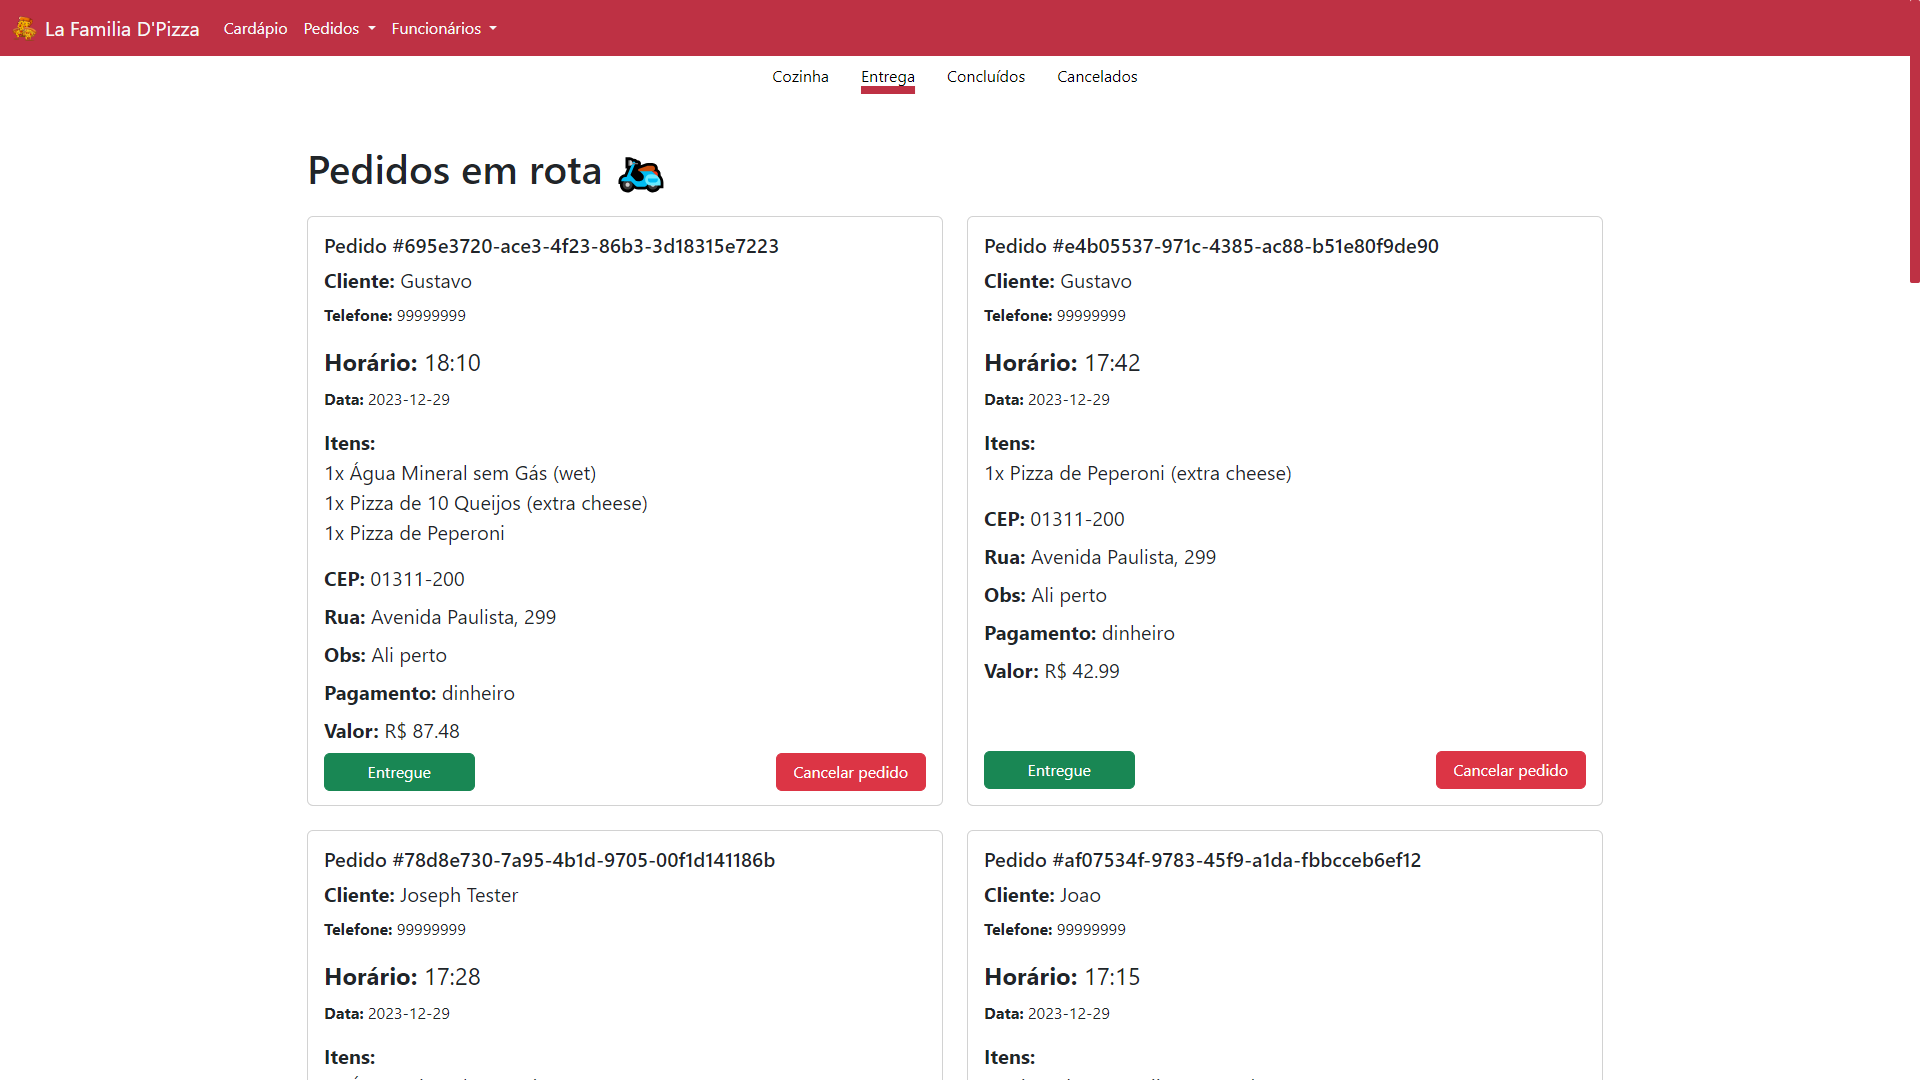 La Familia D'Pizza Cardápio Pedidos Funcionários
Cozinha Entrega Concluídos Cancelados
Pedidos em rota
Pedido #695e3720-ace3-4f23-86b3-3d18315e7223
Cliente: Gustavo
Telefone: 99999999
Horário: 18:10
Data: 2023-12-29
Itens:
1x Água Mineral sem Gás (wet)
1x Pizza de 10 Queijos (extra cheese)
1x Pizza de Peperoni
CEP: 01311-200
Rua: Avenida Paulista, 299
Obs: Ali perto
Pagamento: dinheiro
Valor: R$ 87.48
Entregue Cancelar pedido
Pedido #e4b05537-971c-4385-ac88-b51e80f9de90
Cliente: Gustavo
Telefone: 99999999
Horário: 17:42
Data: 2023-12-29
Itens:
1x Pizza de Peperoni (extra cheese)
CEP: 01311-200
Rua: Avenida Paulista, 299
Obs: Ali perto
Pagamento: dinheiro
Valor: R$ 42.99
Entregue Cancelar pedido
Pedido #78d8e730-7a95-4b1d-9705-00f1d141186b
Cliente: Joseph Tester
Telefone: 99999999
Horário: 17:28
Data: 2023-12-29
Itens:
Pedido #af07534f-9783-45f9-a1da-fbbcceb6ef12
Cliente: Joao
Telefone: 99999999
Horário: 17:15
Data: 2023-12-29
Itens: